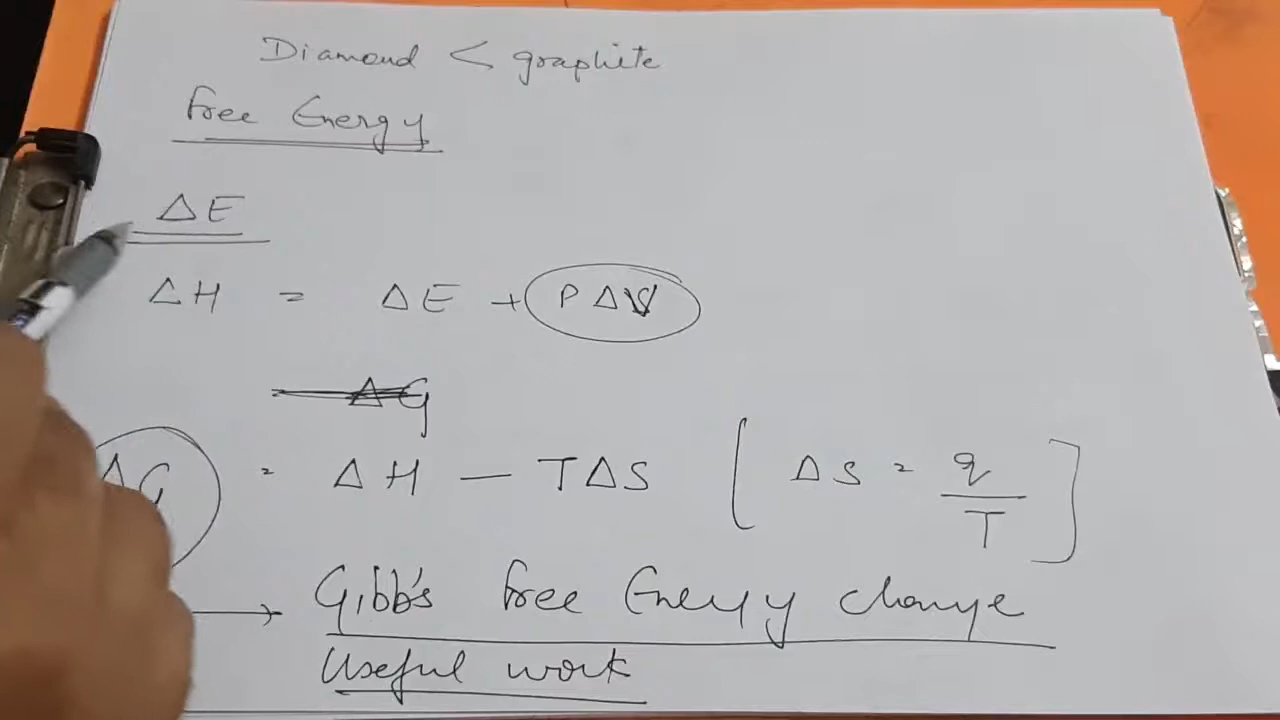 Diamond < graphite
Free Energy
ΔE
ΔH = ΔE + PΔV
ΔG
ΔG = ΔH — TΔS [ ΔS = q/T ]
→ Gibb's Free Energy change
Useful work